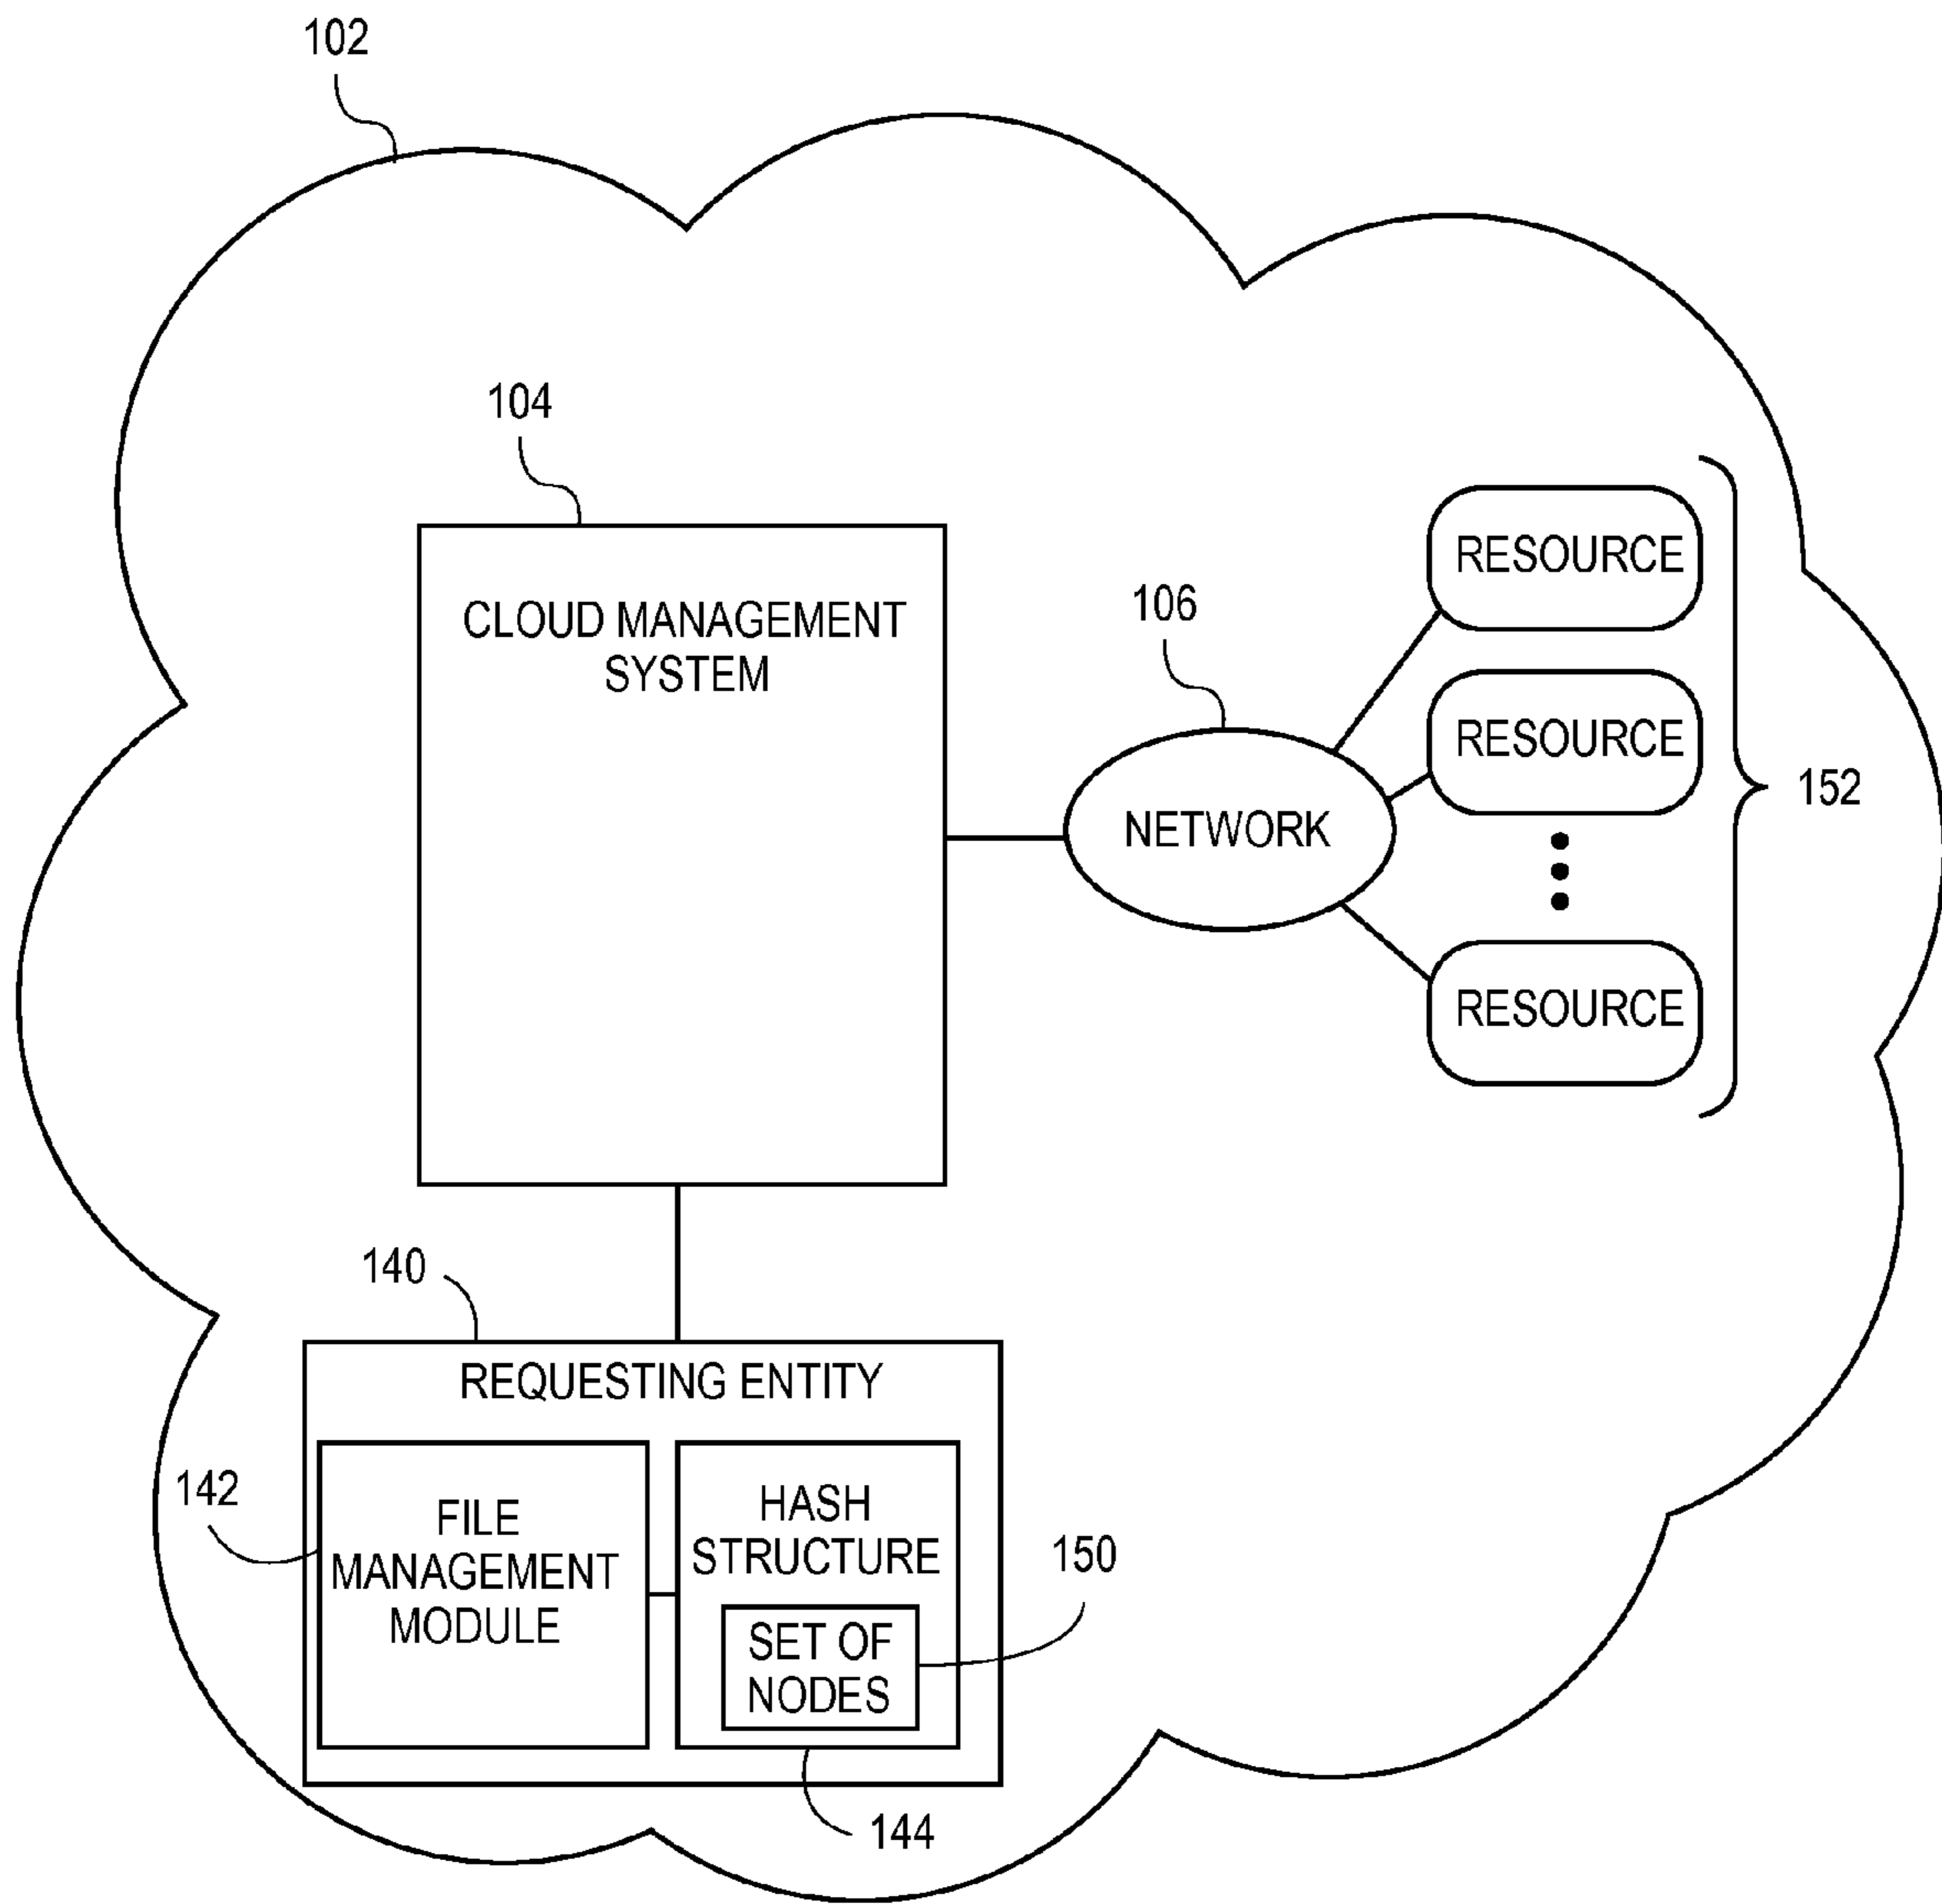 102
104
CLOUD MANAGEMENT
SYSTEM
106
NETWORK
RESOURCE
RESOURCE
RESOURCE
152
140
REQUESTING ENTITY
142
FILE
MANAGEMENT
MODULE
HASH
STRUCTURE
SET OF
NODES
150
144